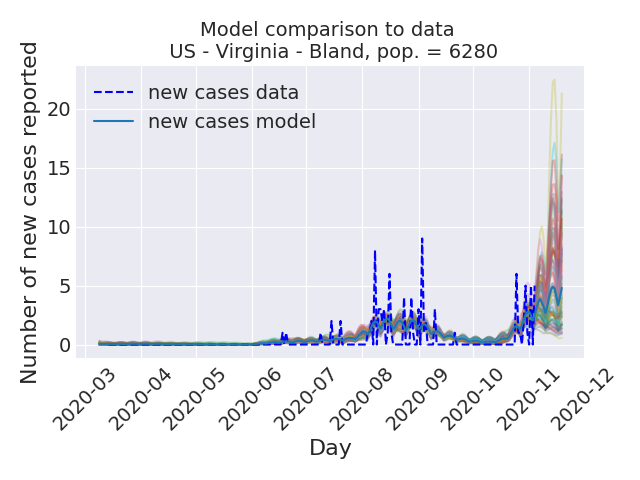 Model comparison to data
US - Virginia - Bland, pop. = 6280
new cases data
new cases model
Number of new cases reported
20
15
10
5
0
2020-03
2020-04
2020-05
2020-06
2020-07
2020-08
2020-09
2020-10
2020-11
2020-12
Day